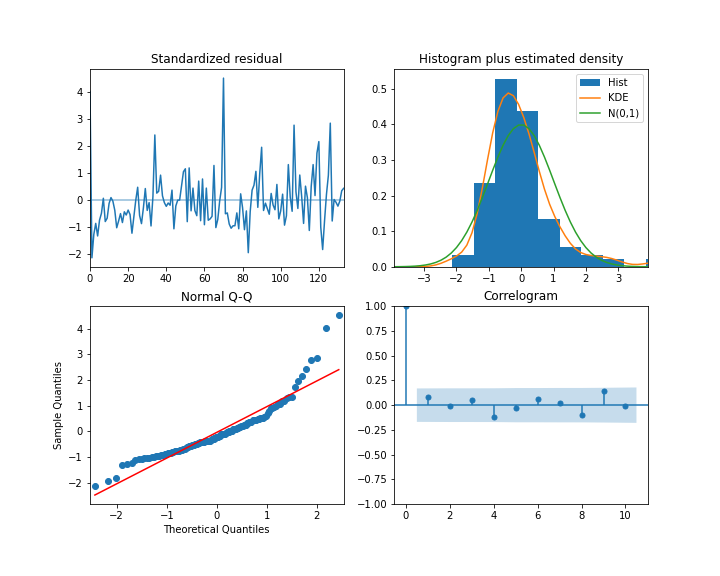 Standardized residual
4
3
2
1
0
−1
−2
0 20 40 60 80 100 120
Histogram plus estimated density
Hist
KDE
N(0,1)
0.5
0.4
0.3
0.2
0.1
0.0
−3 −2 −1 0 1 2 3
Normal Q-Q
Sample Quantiles
4
3
2
1
0
−1
−2
−2 −1 0 1 2
Theoretical Quantiles
Correlogram
1.00
0.75
0.50
0.25
0.00
−0.25
−0.50
−0.75
−1.00
0 2 4 6 8 10